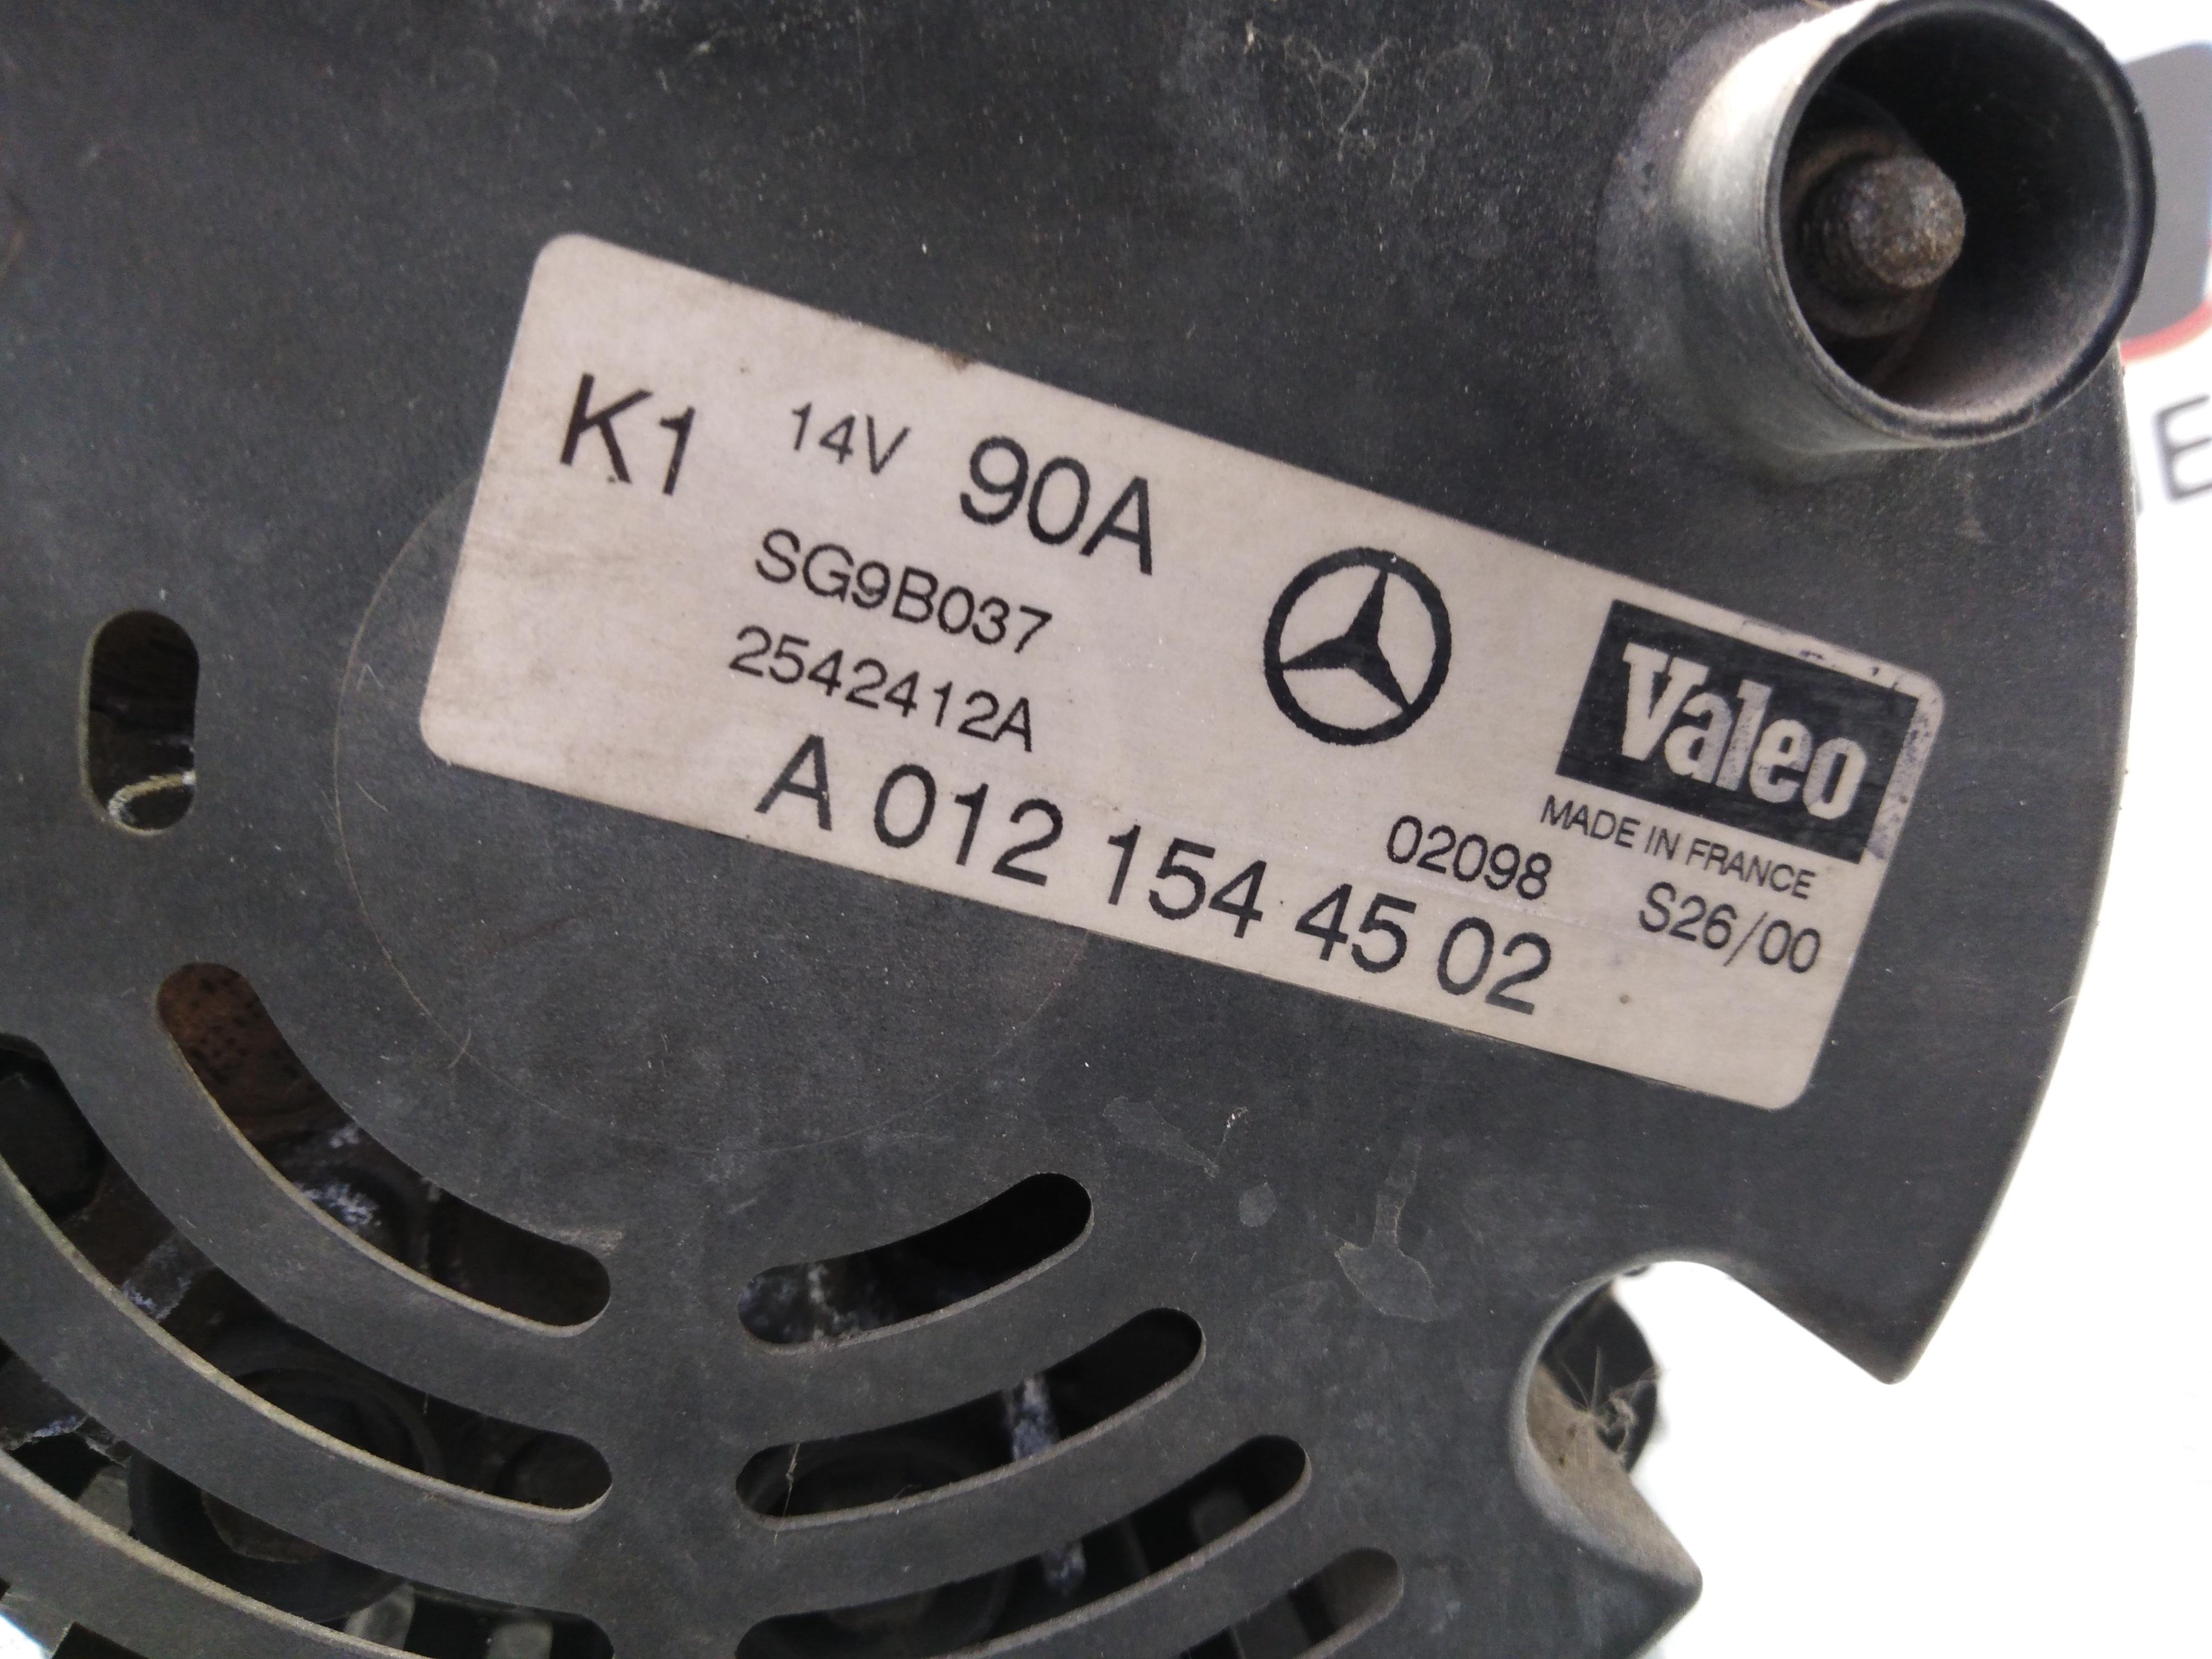 K1 14V 90A
SG9B037
2542412A
Valeo
MADE IN FRANCE
02098 S26/00
A 012 154 45 02